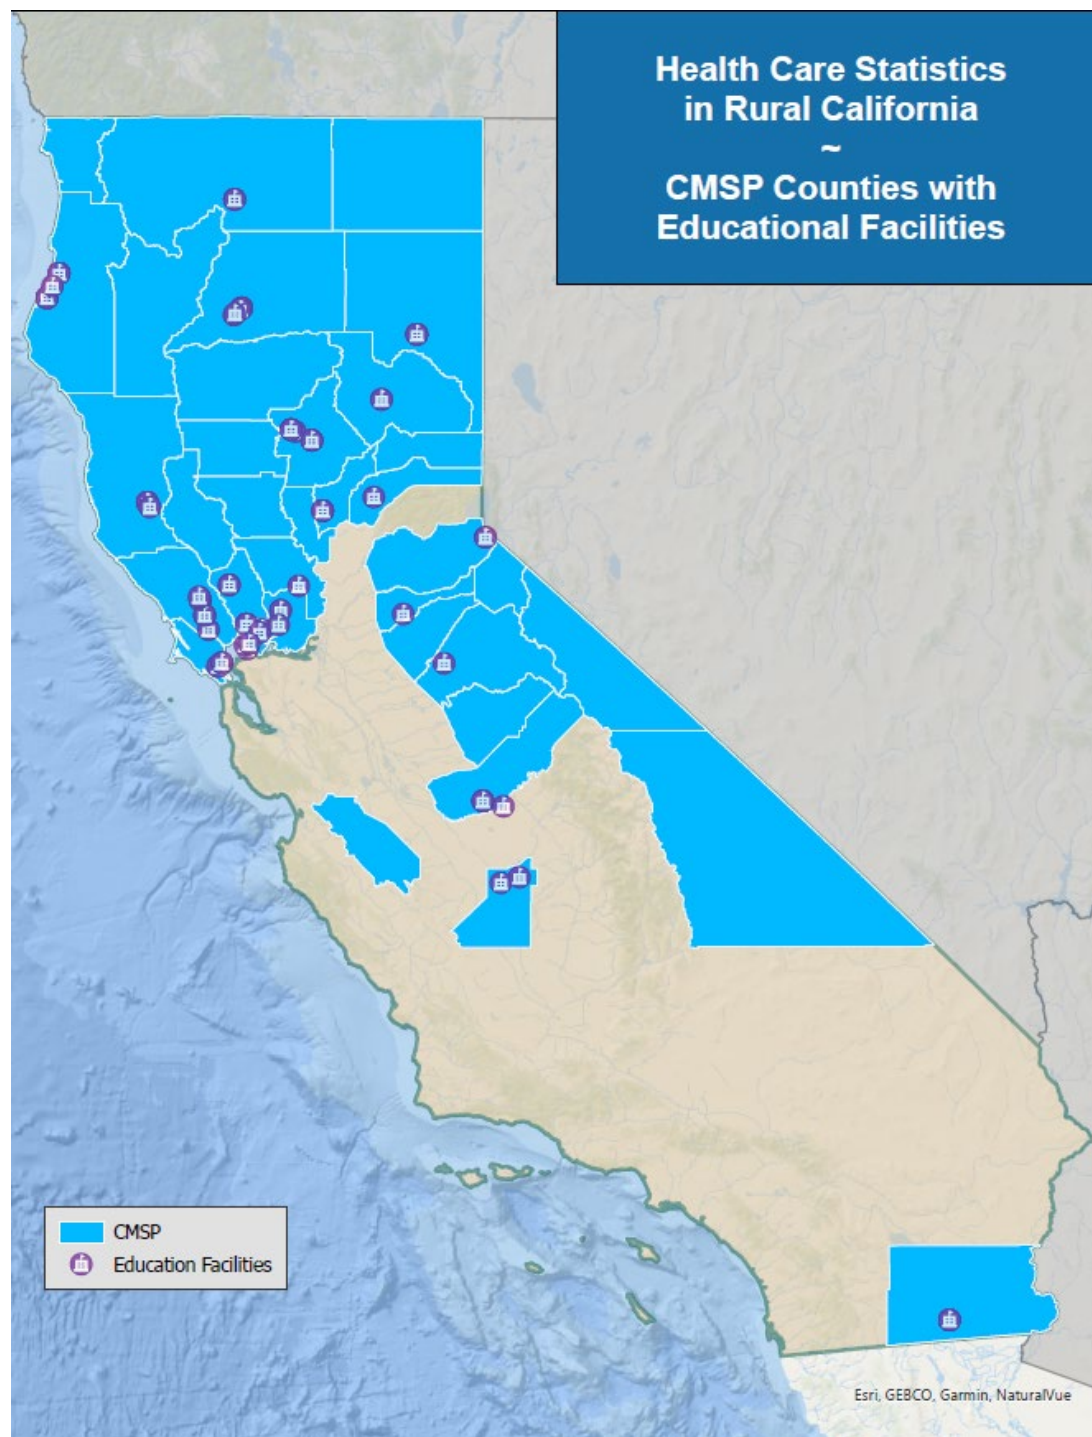 Health Care Statistics
in Rural California
~
CMSP Counties with
Educational Facilities
CMSP
Education Facilities
Esri, GEBCO, Garmin, NaturalVue